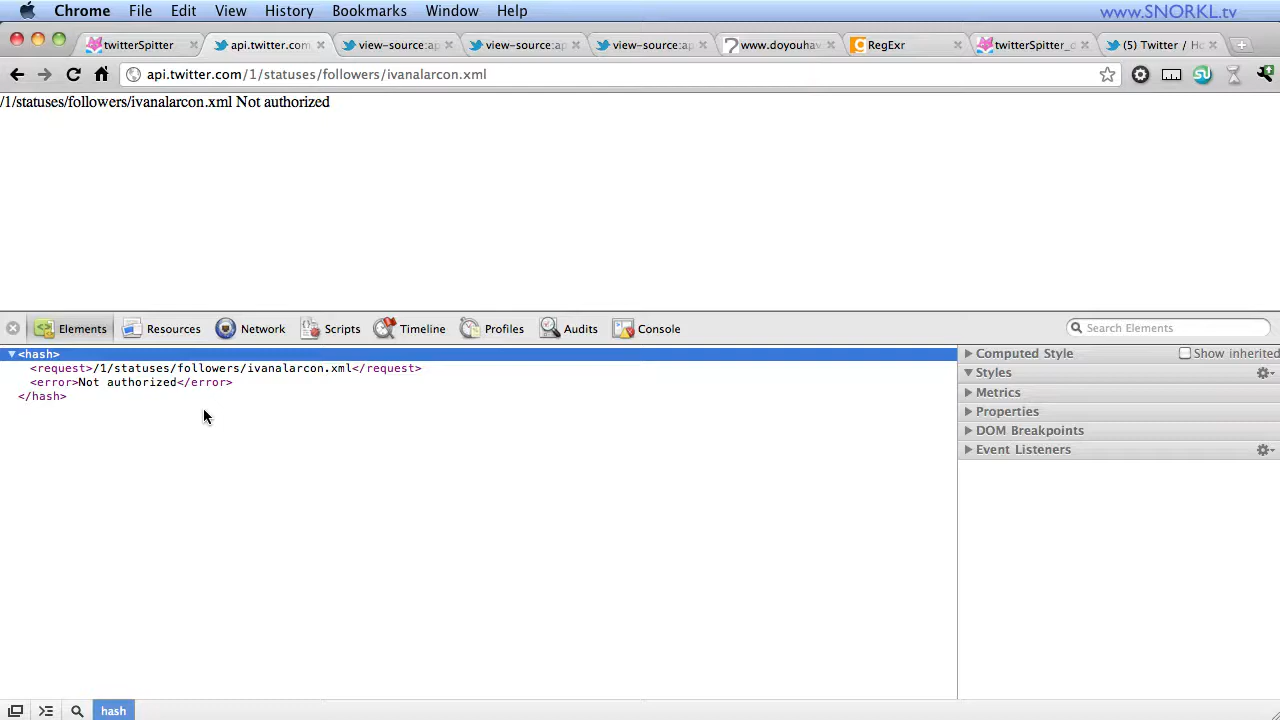 Chrome File Edit View History Bookmarks Window Help www.SNORKL.tv
twitterSpitter api.twitter.com view-source:ap view-source:ap view-source:ap www.doyouhav RegExr twitterSpitter_d (5) Twitter / Ho
api.twitter.com/1/statuses/followers/ivanalarcon.xml
/1/statuses/followers/ivanalarcon.xml Not authorized
Elements Resources Network Scripts Timeline Profiles Audits Console Search Elements
<hash>
<request>/1/statuses/followers/ivanalarcon.xml</request>
<error>Not authorized</error>
</hash>
Computed Style Show inherited
Styles
Metrics
Properties
DOM Breakpoints
Event Listeners
hash